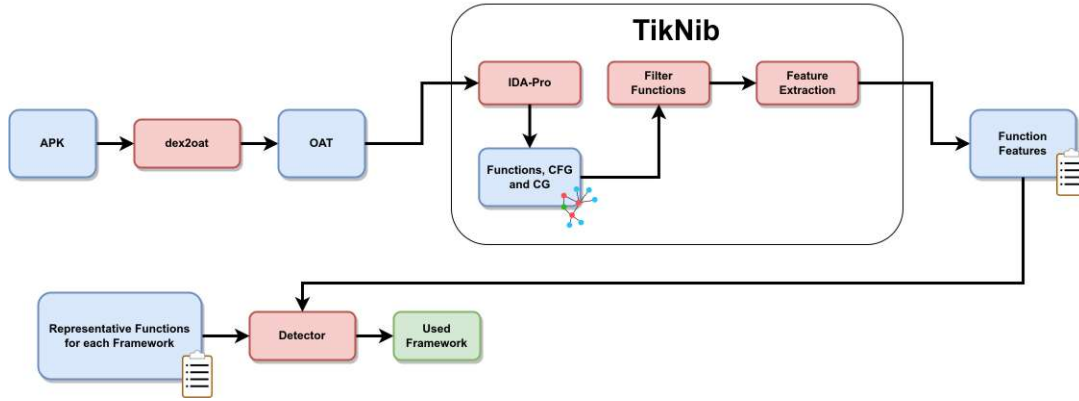 TikNib
IDA-Pro
Filter
Functions
Feature
Extraction
APK
dex2oat
OAT
Function
Features
Functions, CFG
and CG
Representative Functions
for each Framework
Detector
Used
Framework